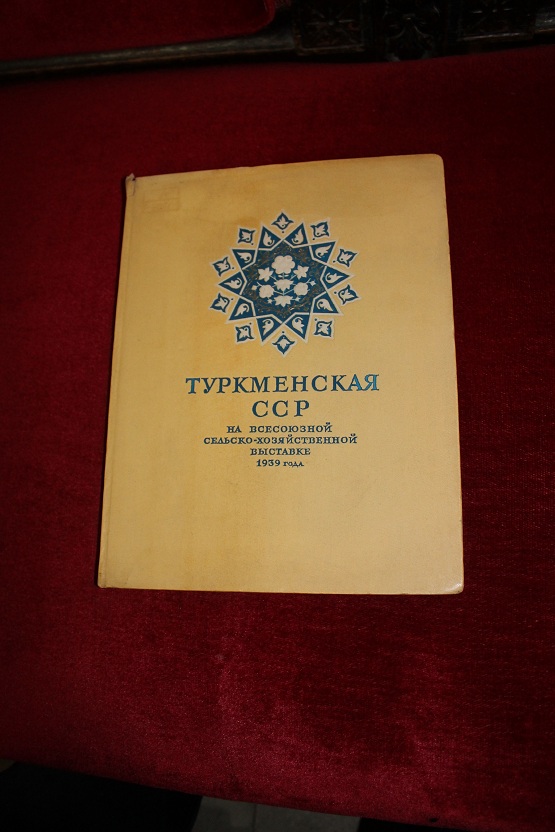 ТУРКМЕНСКАЯ
ССР
НА ВСЕСОЮЗНОЙ
СЕЛЬСКО-ХОЗЯЙСТВЕННОЙ
ВЫСТАВКЕ
1939 ГОДА